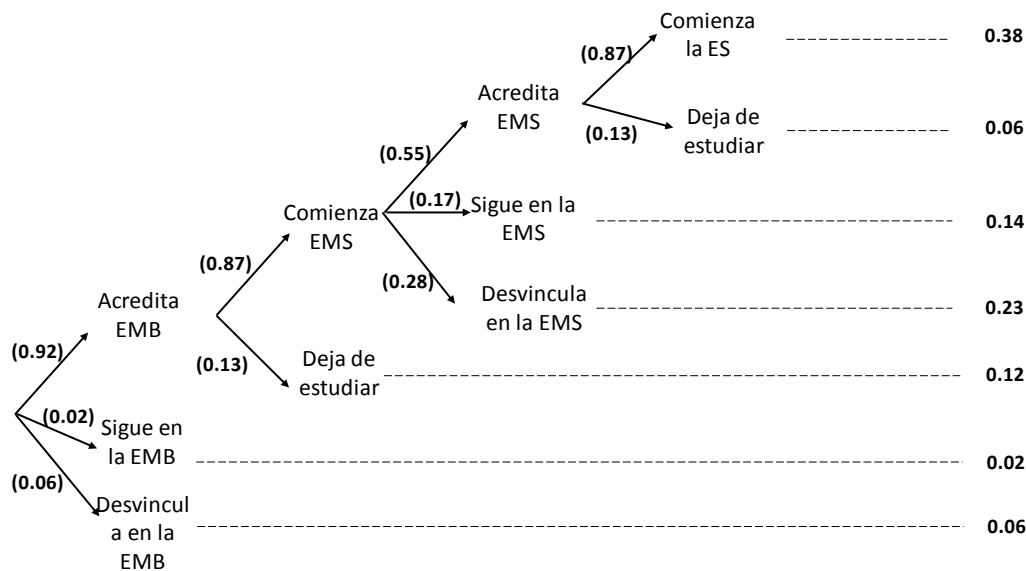 Comienza
la ES
0.38
(0.87)
Acredita
EMS
(0.13)
Deja de
estudiar
0.06
(0.55)
Comienza
EMS
(0.17)
Sigue en la
EMS
0.14
(0.87)
(0.28)
Desvincula
en la EMS
0.23
Acredita
EMB
(0.92)
(0.13)
Deja de
estudiar
0.12
(0.02)
Sigue en
la EMB
0.02
(0.06)
Desvincul
a en la
EMB
0.06